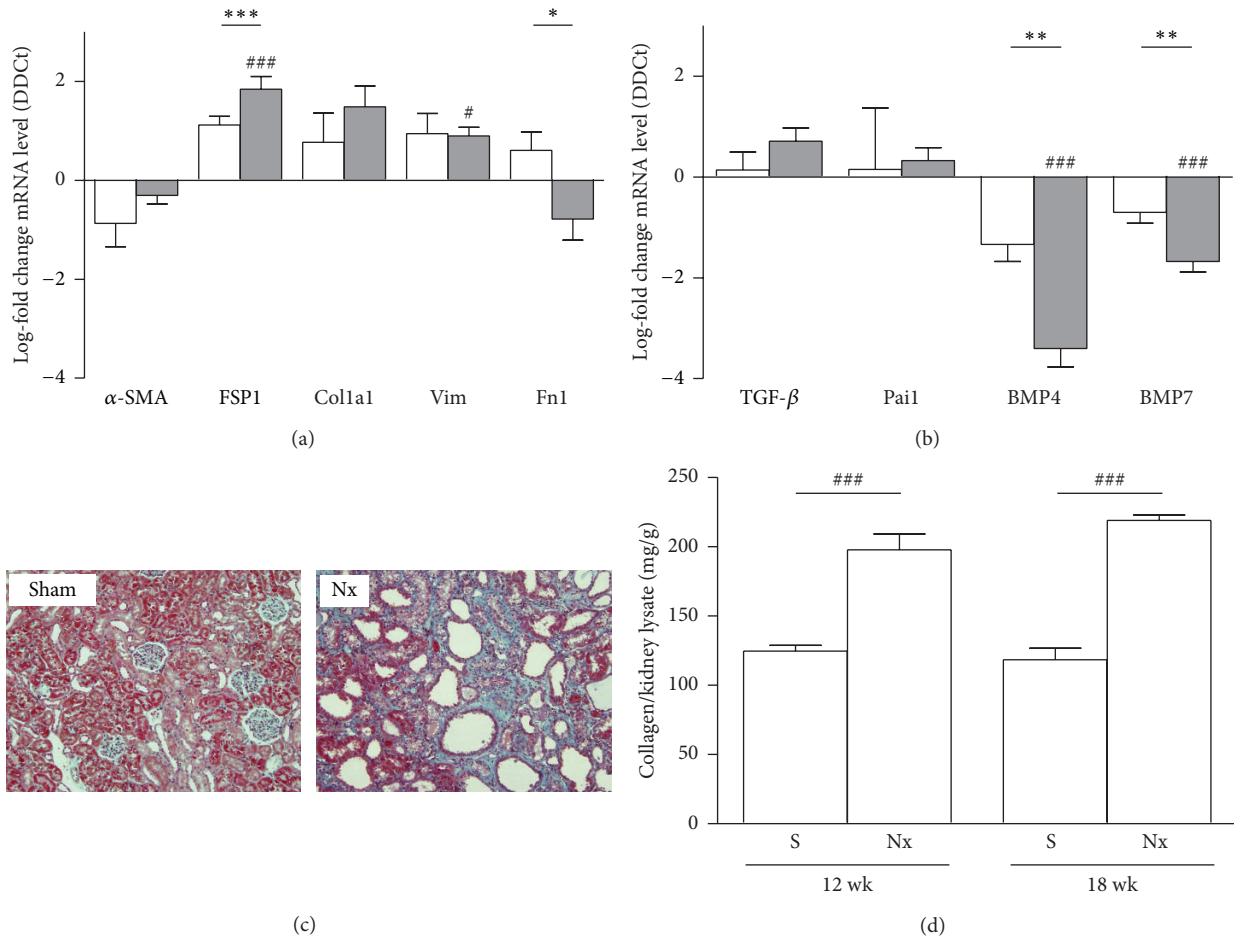 *** *
###
#
2
0
−2
−4
Log-fold change mRNA level (DDCt)
α-SMA FSP1 Col1a1 Vim Fn1
(a)
** **
### ###
2
0
−2
−4
Log-fold change mRNA level (DDCt)
TGF-β Pai1 BMP4 BMP7
(b)
Sham Nx
(c)
### ###
250
200
150
100
50
0
Collagen/kidney lysate (mg/g)
S Nx S Nx
12 wk 18 wk
(d)